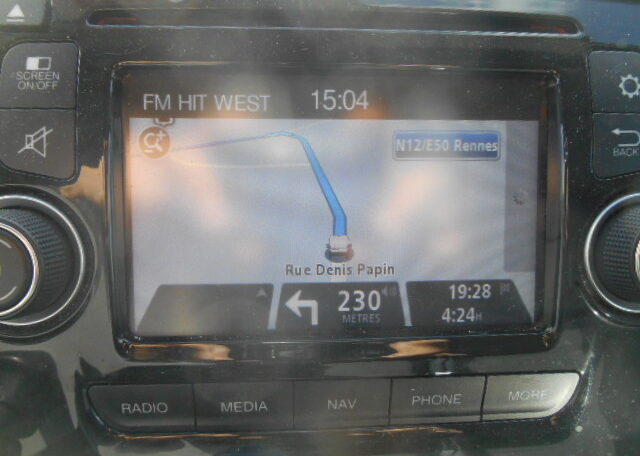 SCREEN
ON/OFF
FM HIT WEST 15:04
N12/E50 Rennes
BACK
Rue Denis Papin
230
METRES
19:28
4:24H
RADIO MEDIA NAV PHONE MORE